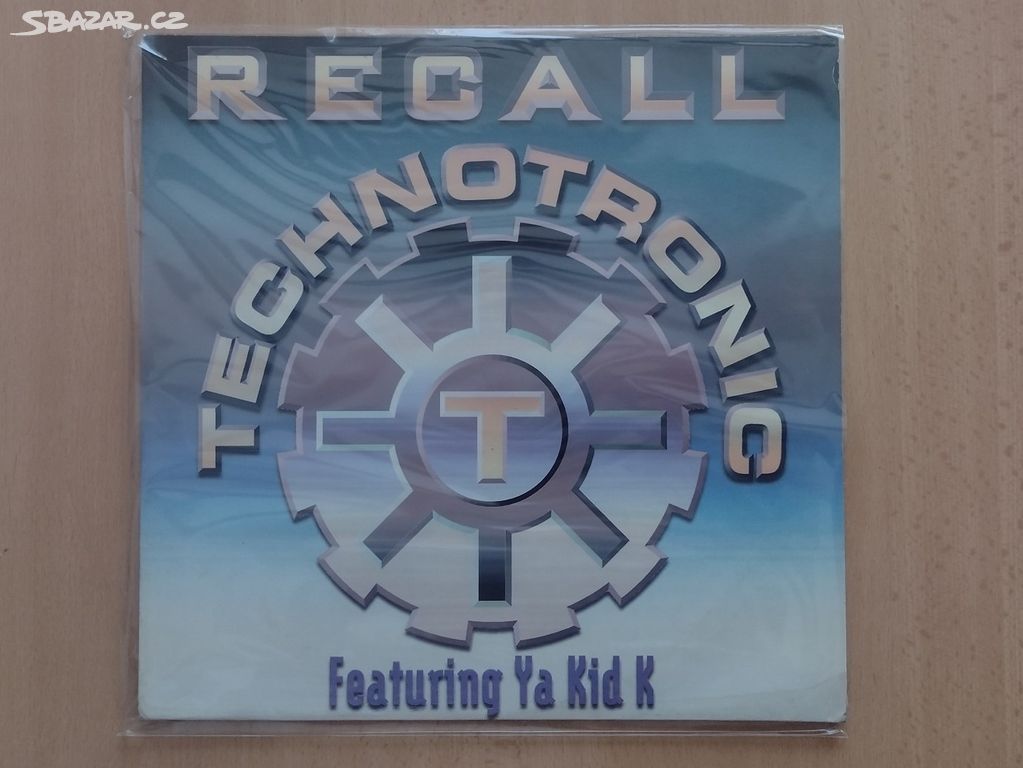 SBAZAR.CZ
RECALL
TECHNOTRONIC
T
Featuring Ya Kid K